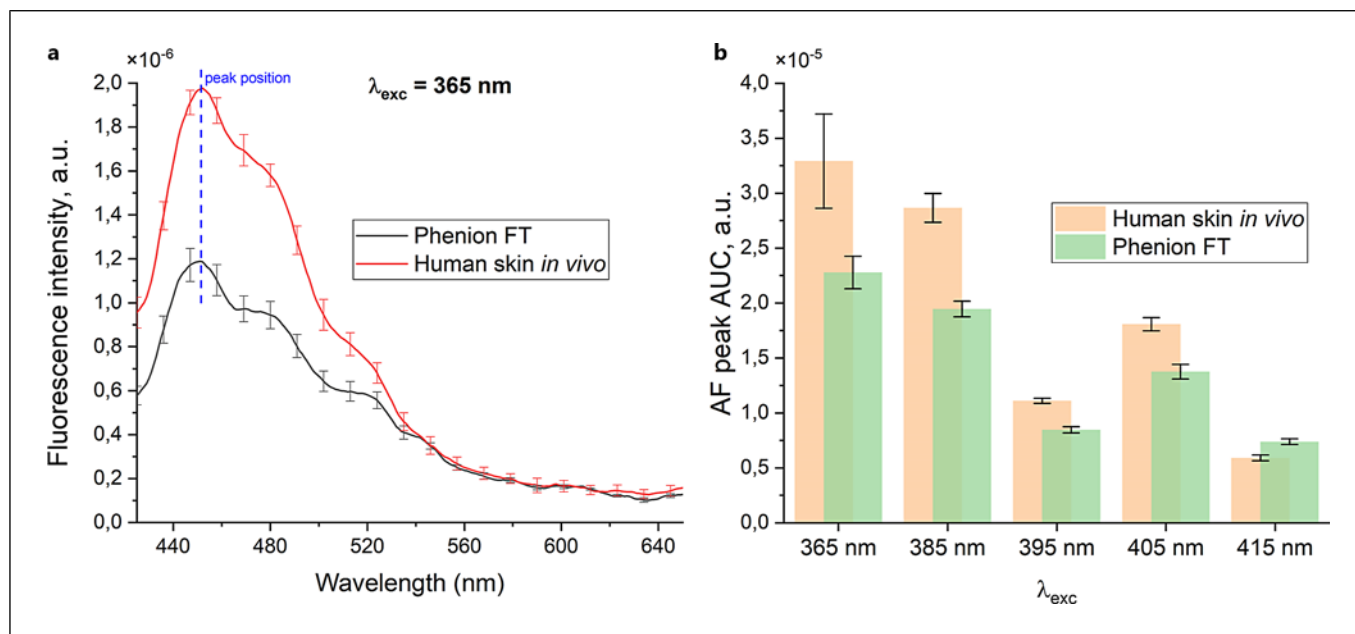 a
×10⁻⁶
peak position
λexc = 365 nm
2,0
1,8
1,6
1,4
1,2
1,0
0,8
0,6
0,4
0,2
0,0
Fluorescence intensity, a.u.
Phenion FT
Human skin in vivo
440
480
520
560
600
640
Wavelength (nm)
b
×10⁻⁵
4,0
3,5
3,0
2,5
2,0
1,5
1,0
0,5
0,0
AF peak AUC, a.u.
Human skin in vivo
Phenion FT
365 nm
385 nm
395 nm
405 nm
415 nm
λexc